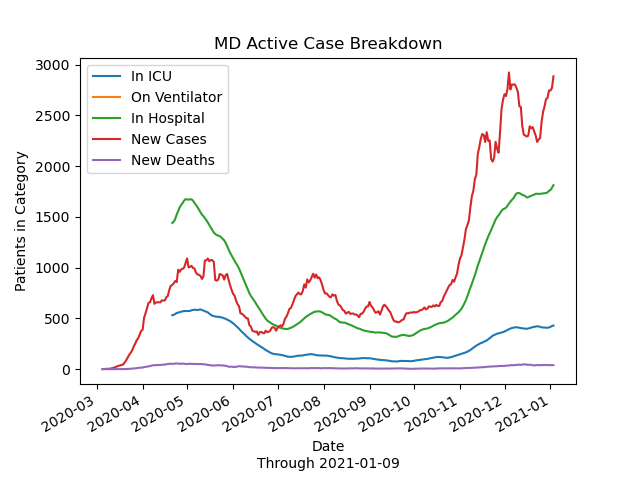 MD Active Case Breakdown
In ICU
On Ventilator
In Hospital
New Cases
New Deaths
Patients in Category
3000
2500
2000
1500
1000
500
0
2020-03
2020-04
2020-05
2020-06
2020-07
2020-08
2020-09
2020-10
2020-11
2020-12
2021-01
Date
Through 2021-01-09